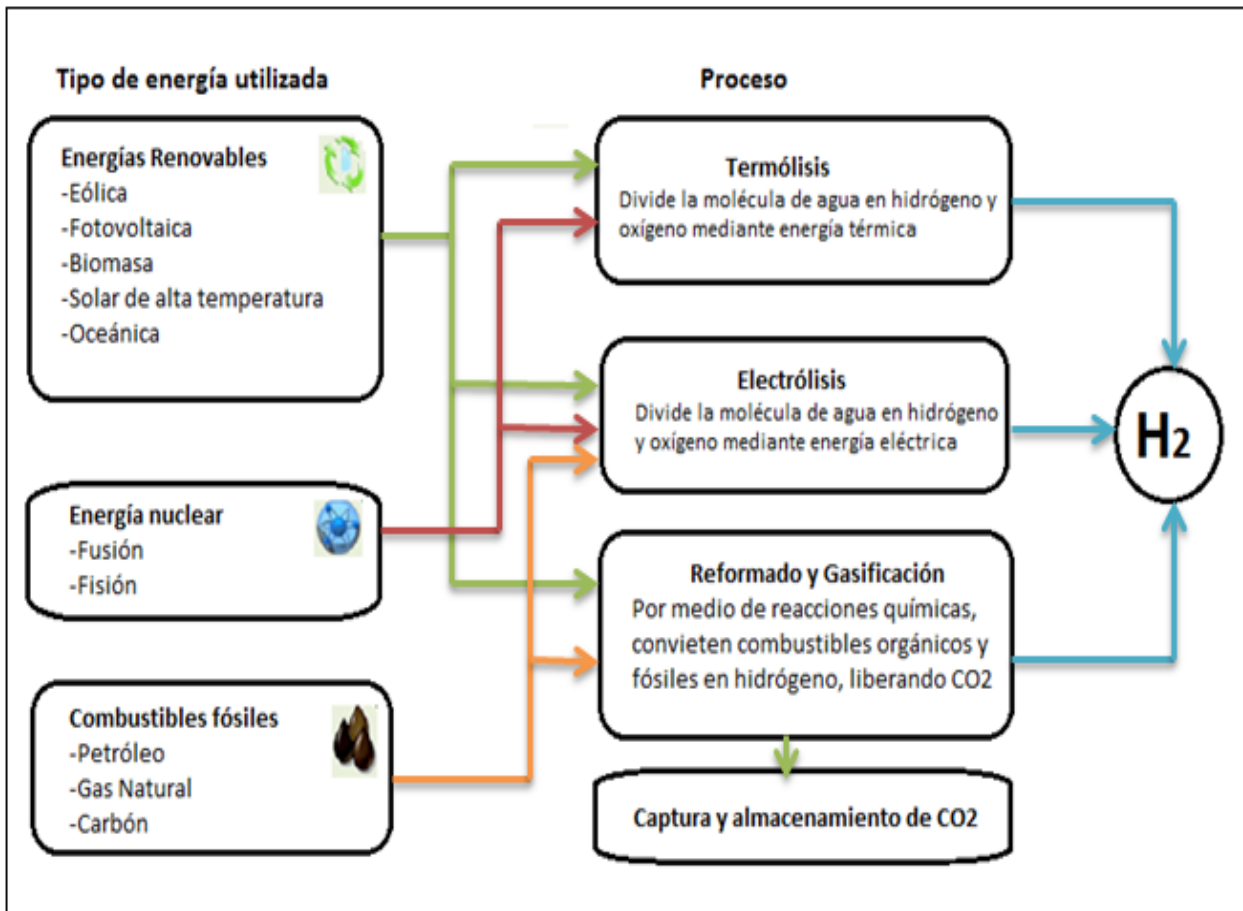 Tipo de energía utilizada
Energías Renovables
-Eólica
-Fotovoltaica
-Biomasa
-Solar de alta temperatura
-Oceánica
Energía nuclear
-Fusión
-Fisión
Combustibles fósiles
-Petróleo
-Gas Natural
-Carbón
Proceso
Termólisis
Divide la molécula de agua en hidrógeno y
oxígeno mediante energía térmica
Electrólisis
Divide la molécula de agua en hidrógeno
y oxígeno mediante energía eléctrica
Reformado y Gasificación
Por medio de reacciones químicas,
convieten combustibles orgánicos y
fósiles en hidrógeno, liberando CO2
Captura y almacenamiento de CO2
H2